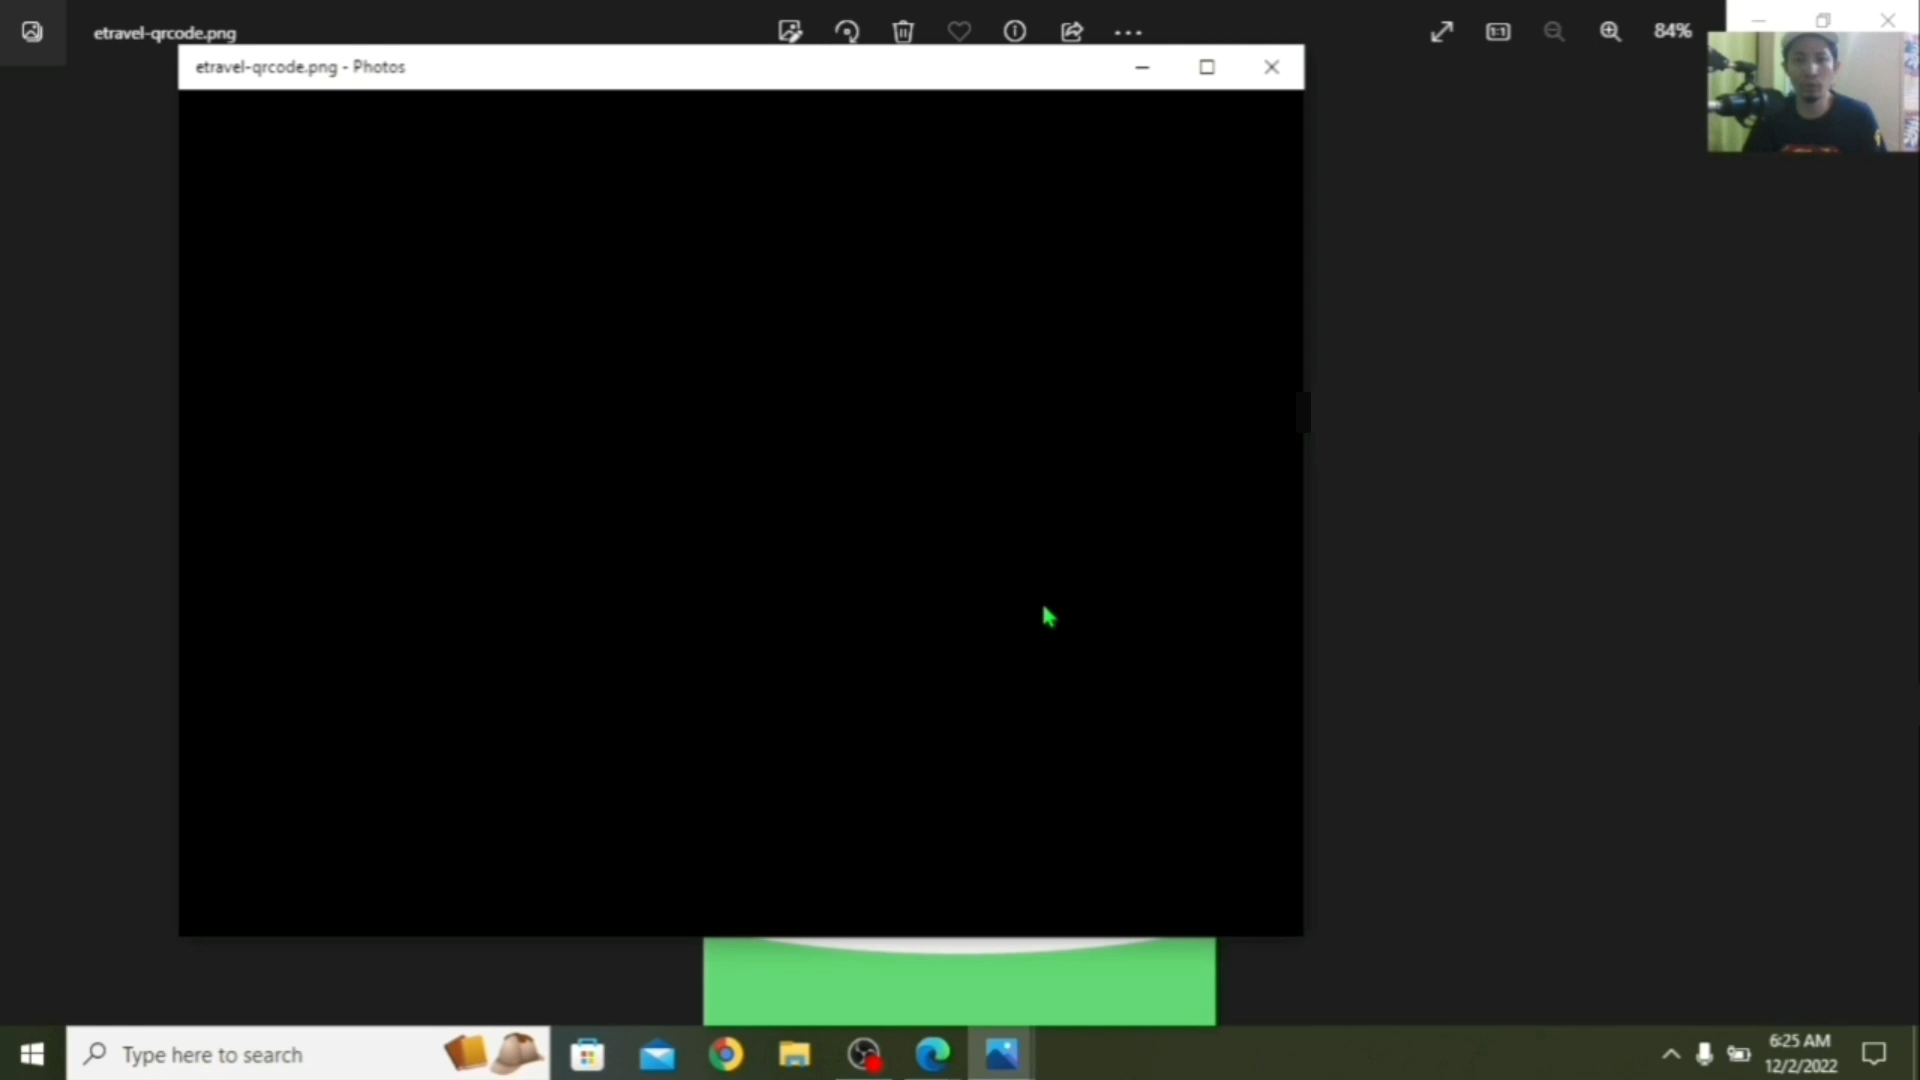 etravel-qrcode.png
84%
etravel-qrcode.png - Photos
Type here to search
6:25 AM
12/2/2022